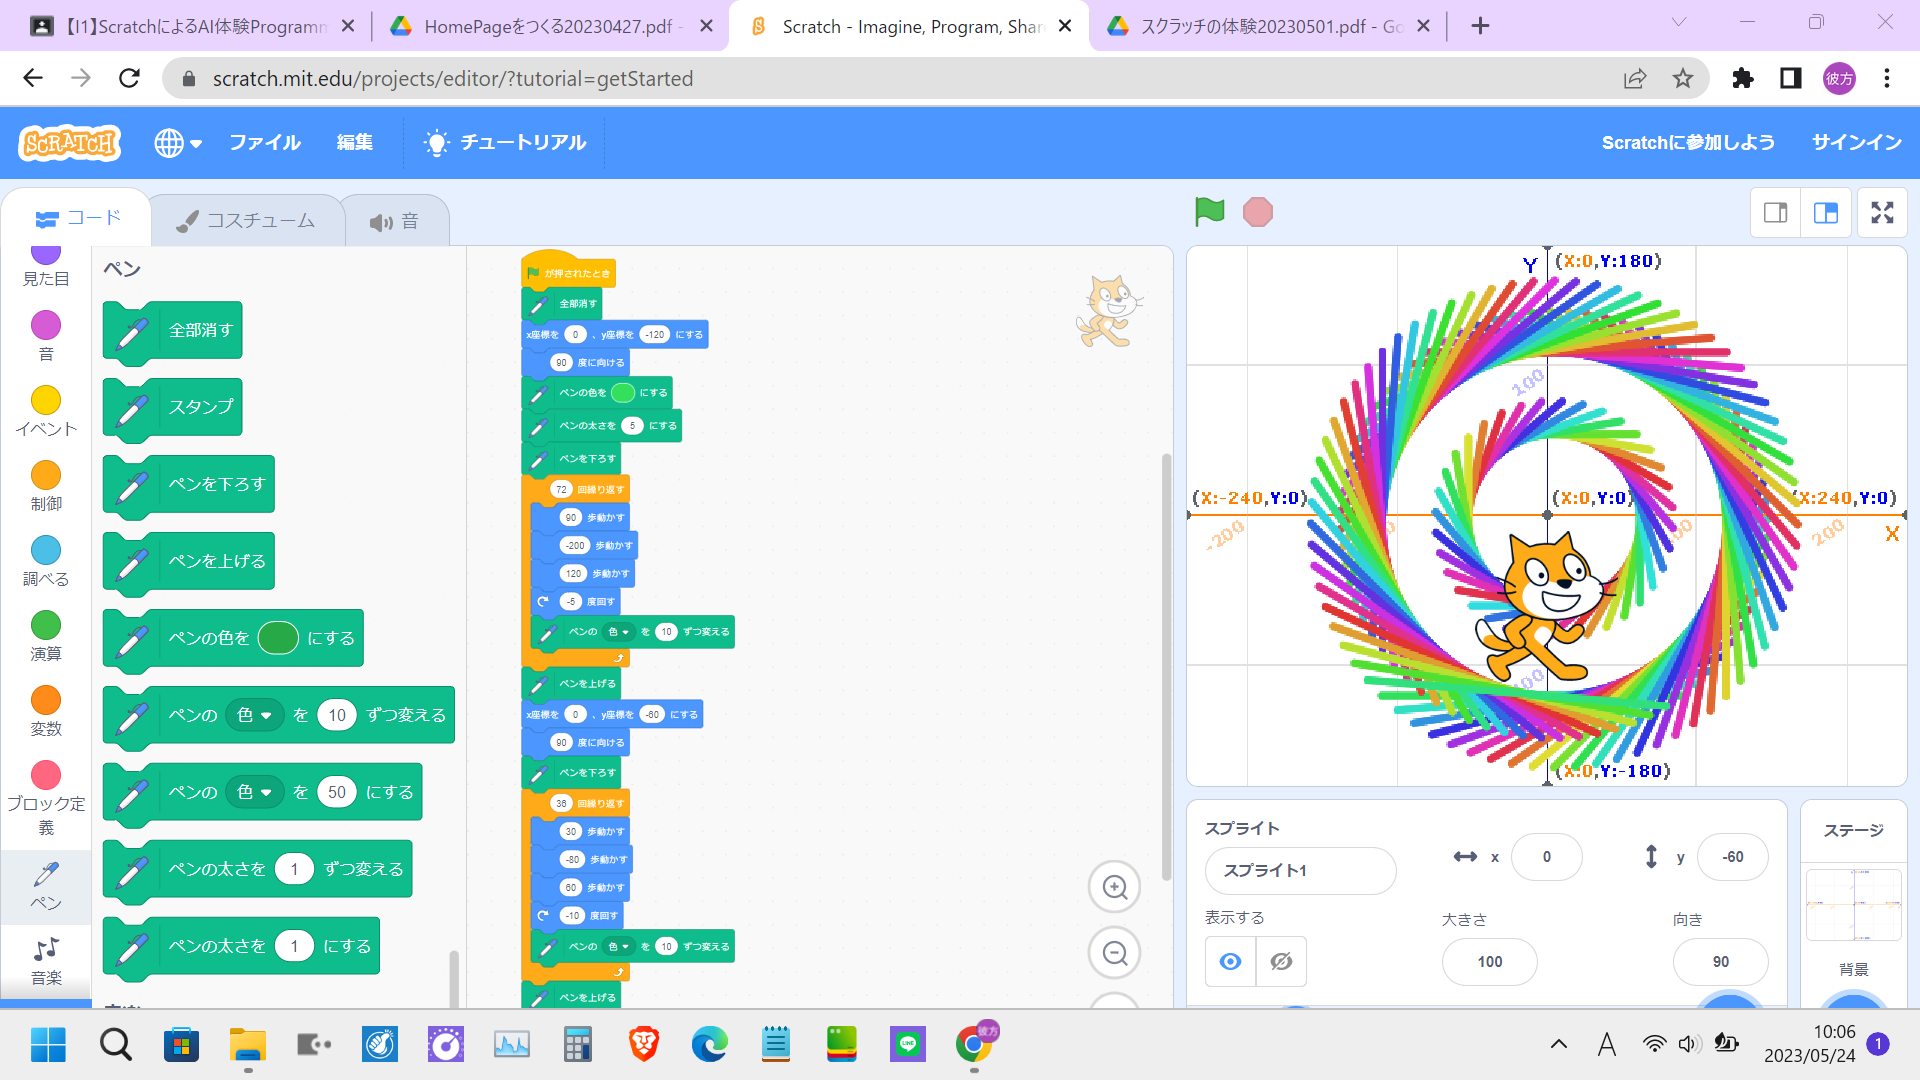 【I1】ScratchによるAI体験Programm
HomePageをつくる20230427.pdf -
Scratch - Imagine, Program, Shar
スクラッチの体験20230501.pdf - Go
scratch.mit.edu/projects/editor/?tutorial=getStarted
彼方
SCRATCH
ファイル
編集
チュートリアル
Scratchに参加しよう
サインイン
コード
コスチューム
音
見た目
音
イベント
制御
調べる
演算
変数
ブロック定
義
ペン
音楽
ペン
全部消す
スタンプ
ペンを下ろす
ペンを上げる
ペンの色を にする
ペンの 色 を 10 ずつ変える
ペンの 色 を 50 にする
ペンの太さを 1 ずつ変える
ペンの太さを 1 にする
が押されたとき
全部消す
x座標を 0 、y座標を -120 にする
90 度に向ける
ペンの色を にする
ペンの太さを 5 にする
ペンを下ろす
72 回繰り返す
90 歩動かす
-200 歩動かす
120 歩動かす
-5 度回す
ペンの 色 を 10 ずつ変える
ペンを上げる
x座標を 0 、y座標を -60 にする
90 度に向ける
ペンを下ろす
36 回繰り返す
30 歩動かす
-80 歩動かす
60 歩動かす
-10 度回す
ペンの 色 を 10 ずつ変える
ペンを上げる
Y
(X:0,Y:180)
100
(X:-240,Y:0)
(X:0,Y:0)
(X:240,Y:0)
-200
200
X
(X:0,Y:-180)
スプライト
スプライト1
x 0
y -60
表示する
大きさ
100
向き
90
ステージ
背景
A
10:06
2023/05/24
1
彼方
LINE